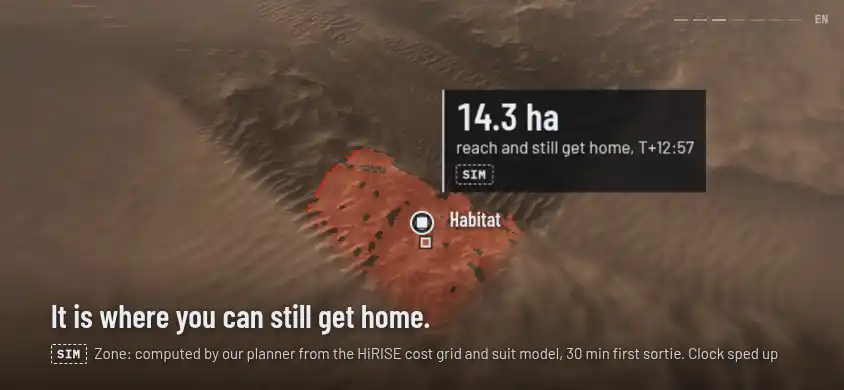 EN
14.3 ha
reach and still get home, T+12:57
SIM
Habitat
It is where you can still get home.
SIM Zone: computed by our planner from the HiRISE cost grid and suit model, 30 min first sortie. Clock sped up